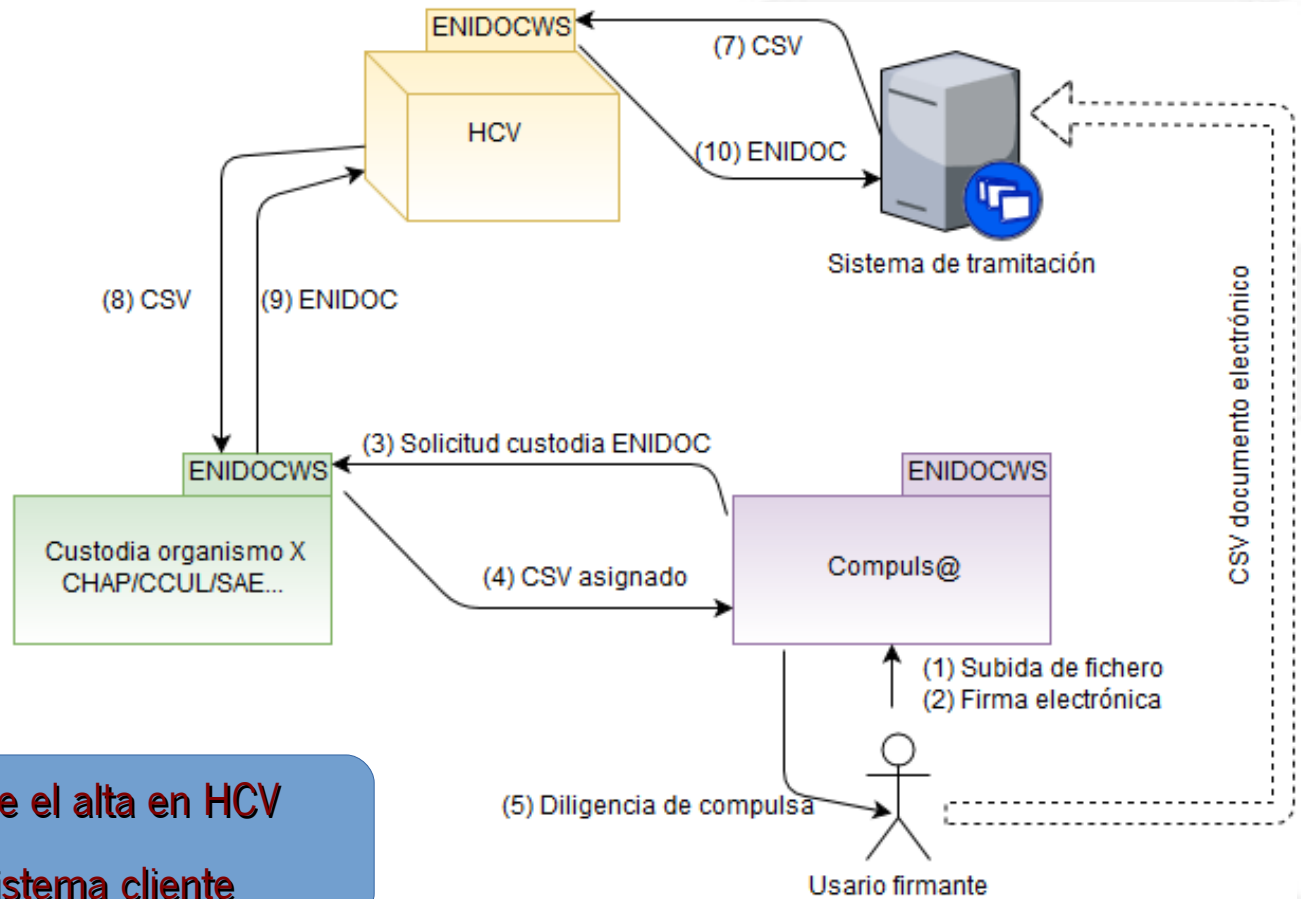 ENIDOCWS
(7) CSV
HCV
(10) ENIDOC
Sistema de tramitación
(8) CSV
(9) ENIDOC
CSV documento electrónico
(3) Solicitud custodia ENIDOC
ENIDOCWS
ENIDOCWS
Custodia organismo X
CHAP/CCUL/SAE...
(4) CSV asignado
Compuls@
(1) Subida de fichero
(2) Firma electrónica
(5) Diligencia de compulsa
Usario firmante
e el alta en HCV
istema cliente